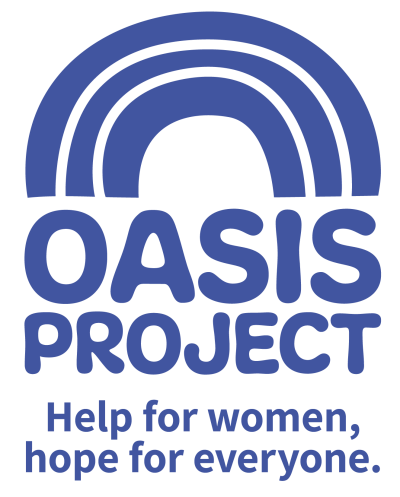 OASIS
PROJECT
Help for women,
hope for everyone.